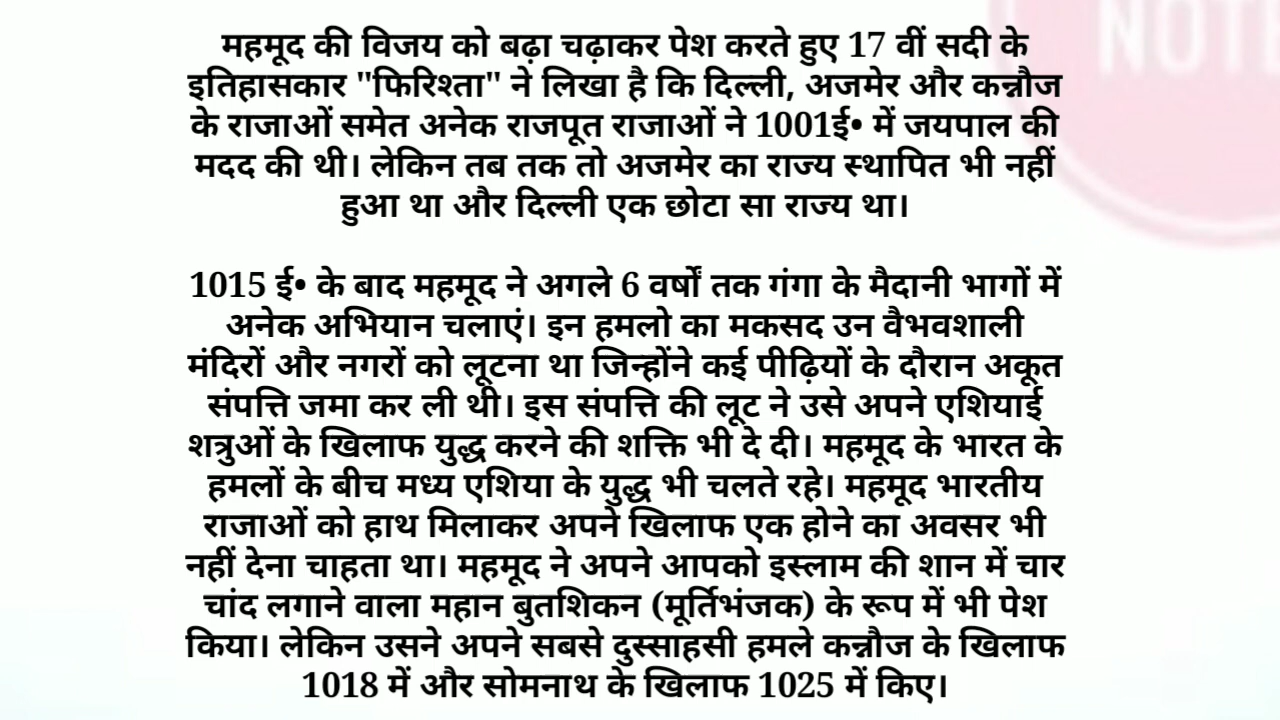 NOTE
महमूद की विजय को बढ़ा चढ़ाकर पेश करते हुए 17 वीं सदी के
इतिहासकार "फिरिश्ता" ने लिखा है कि दिल्ली, अजमेर और कन्नौज
के राजाओं समेत अनेक राजपूत राजाओं ने 1001ई• में जयपाल की
मदद की थी। लेकिन तब तक तो अजमेर का राज्य स्थापित भी नहीं
हुआ था और दिल्ली एक छोटा सा राज्य था।
1015 ई• के बाद महमूद ने अगले 6 वर्षों तक गंगा के मैदानी भागों में
अनेक अभियान चलाएं। इन हमलो का मकसद उन वैभवशाली
मंदिरों और नगरों को लूटना था जिन्होंने कई पीढ़ियों के दौरान अकूत
संपत्ति जमा कर ली थी। इस संपत्ति की लूट ने उसे अपने एशियाई
शत्रुओं के खिलाफ युद्ध करने की शक्ति भी दे दी। महमूद के भारत के
हमलों के बीच मध्य एशिया के युद्ध भी चलते रहे। महमूद भारतीय
राजाओं को हाथ मिलाकर अपने खिलाफ एक होने का अवसर भी
नहीं देना चाहता था। महमूद ने अपने आपको इस्लाम की शान में चार
चांद लगाने वाला महान बुतशिकन (मूर्तिभंजक) के रूप में भी पेश
किया। लेकिन उसने अपने सबसे दुस्साहसी हमले कन्नौज के खिलाफ
1018 में और सोमनाथ के खिलाफ 1025 में किए।